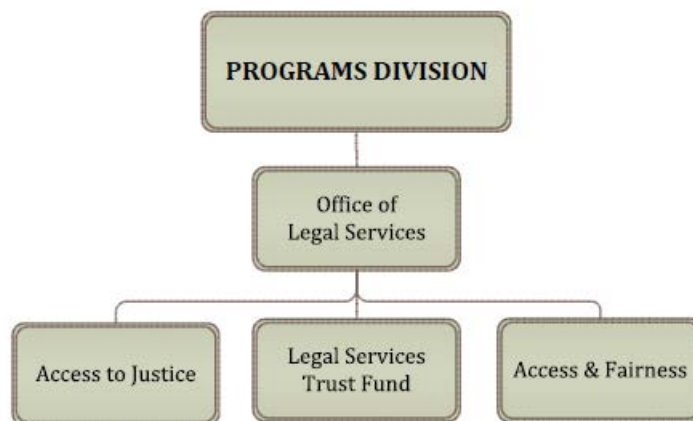 PROGRAMS DIVISION
Office of
Legal Services
Access to Justice
Legal Services
Trust Fund
Access & Fairness